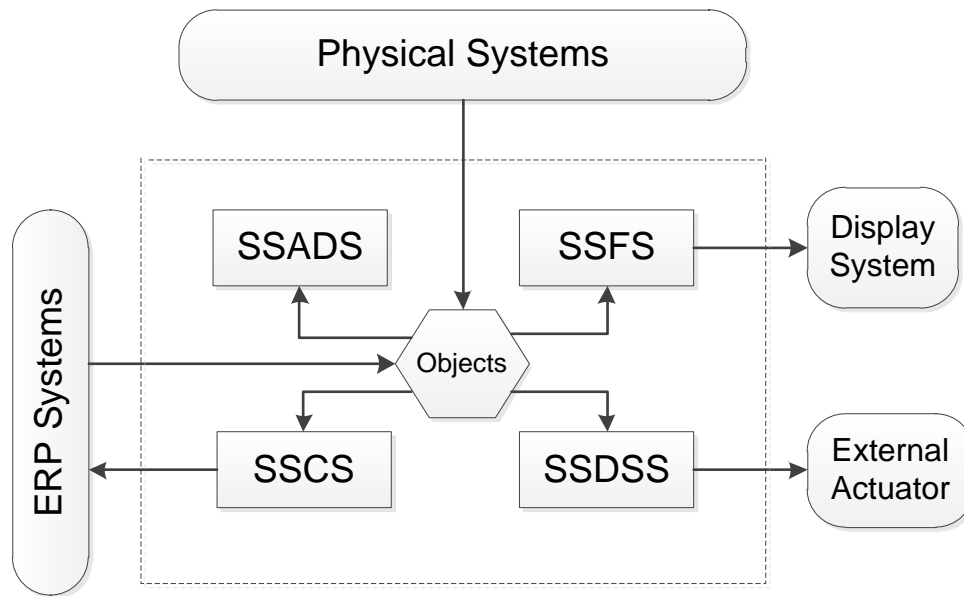 Physical Systems
SSADS
SSFS
Display
System
ERP Systems
Objects
SSCS
SSDSS
External
Actuator